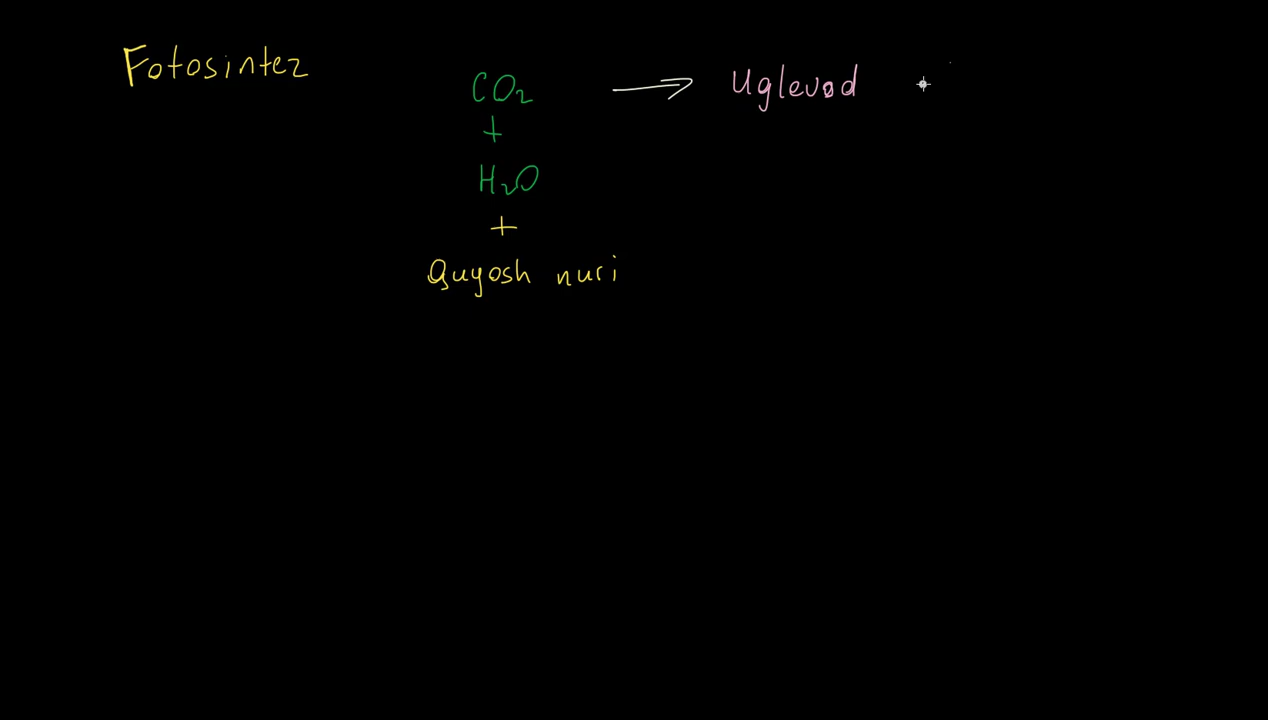 Fotosintez
CO₂ → Uglevod
+
H₂O
+
Quyosh nuri